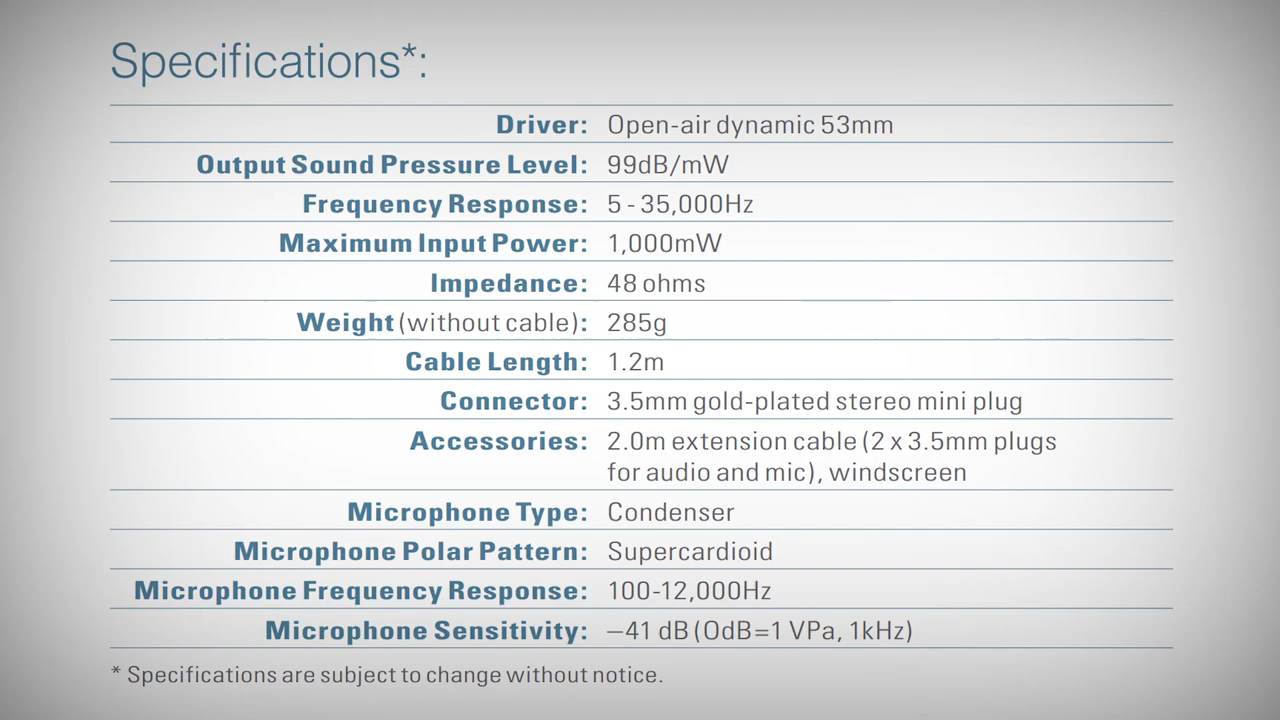 Specifications*:
Driver: Open-air dynamic 53mm
Output Sound Pressure Level: 99dB/mW
Frequency Response: 5 - 35,000Hz
Maximum Input Power: 1,000mW
Impedance: 48 ohms
Weight (without cable): 285g
Cable Length: 1.2m
Connector: 3.5mm gold-plated stereo mini plug
Accessories: 2.0m extension cable (2 x 3.5mm plugs
for audio and mic), windscreen
Microphone Type: Condenser
Microphone Polar Pattern: Supercardioid
Microphone Frequency Response: 100-12,000Hz
Microphone Sensitivity: –41 dB (OdB=1 VPa, 1kHz)
* Specifications are subject to change without notice.